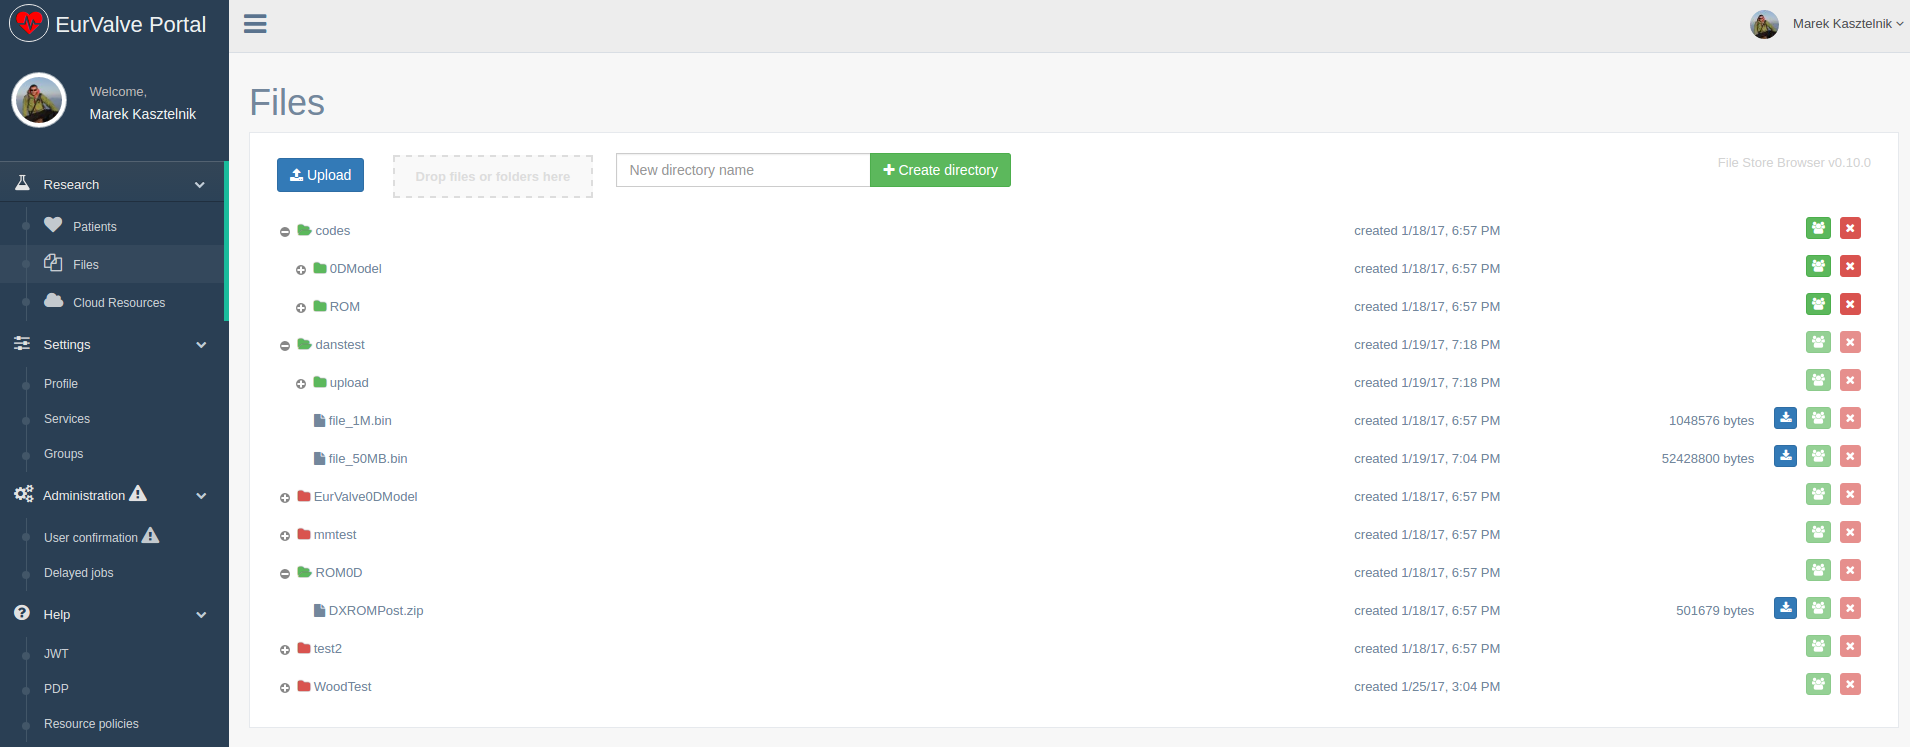 EurValve Portal
Marek Kasztelnik
Welcome,
Marek Kasztelnik
Research
Patients
Files
Cloud Resources
Settings
Profile
Services
Groups
Administration
User confirmation
Delayed jobs
Help
JWT
PDP
Resource policies
Files
Upload
Drop files or folders here
New directory name
Create directory
File Store Browser v0.10.0
codes created 1/18/17, 6:57 PM
0DModel created 1/18/17, 6:57 PM
ROM created 1/18/17, 6:57 PM
danstest created 1/19/17, 7:18 PM
upload created 1/19/17, 7:18 PM
file_1M.bin created 1/18/17, 6:57 PM 1048576 bytes
file_50MB.bin created 1/19/17, 7:04 PM 52428800 bytes
EurValve0DModel created 1/18/17, 6:57 PM
mmtest created 1/18/17, 6:57 PM
ROM0D created 1/18/17, 6:57 PM
DXROMPost.zip created 1/18/17, 6:57 PM 501679 bytes
test2 created 1/18/17, 6:57 PM
WoodTest created 1/25/17, 3:04 PM